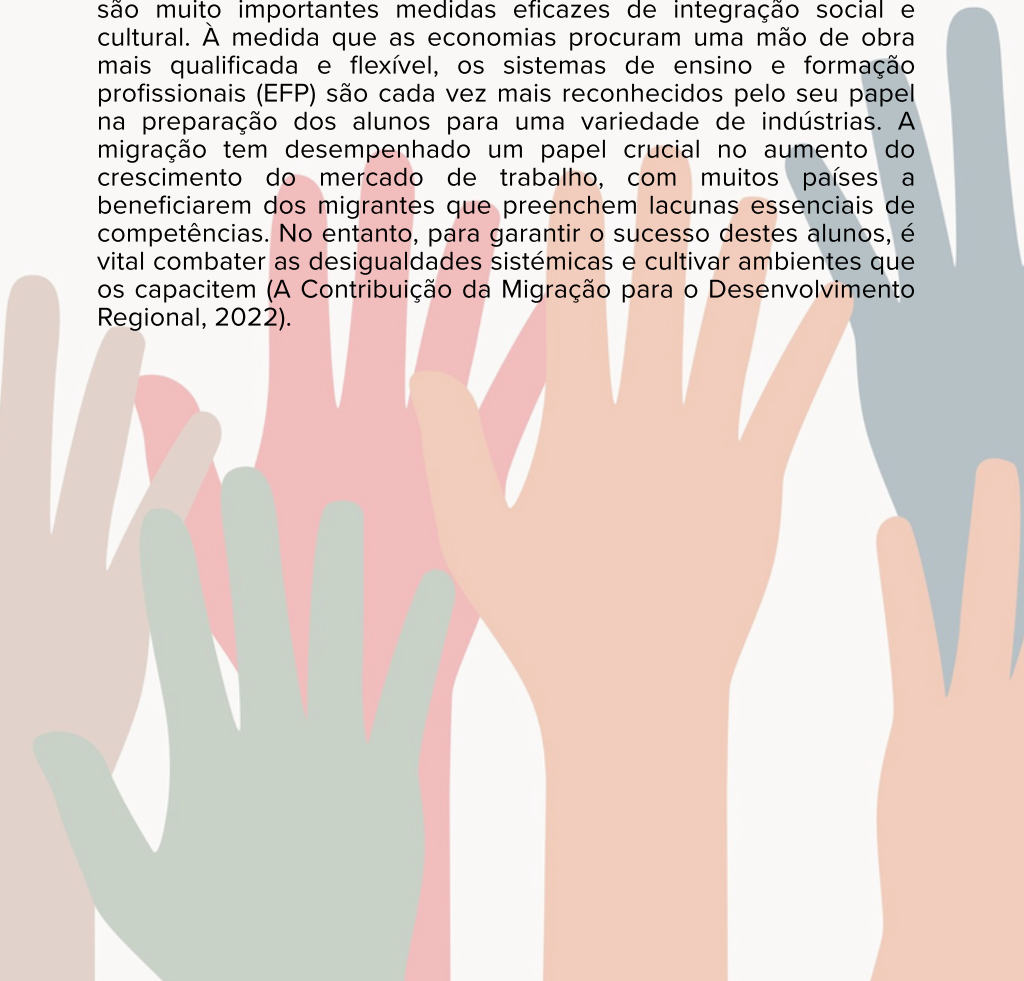 são muito importantes medidas eficazes de integração social e
cultural. À medida que as economias procuram uma mão de obra
mais qualificada e flexível, os sistemas de ensino e formação
profissionais (EFP) são cada vez mais reconhecidos pelo seu papel
na preparação dos alunos para uma variedade de indústrias. A
migração tem desempenhado um papel crucial no aumento do
crescimento do mercado de trabalho, com muitos países a
beneficiarem dos migrantes que preenchem lacunas essenciais de
competências. No entanto, para garantir o sucesso destes alunos, é
vital combater as desigualdades sistémicas e cultivar ambientes que
os capacitem (A Contribuição da Migração para o Desenvolvimento
Regional, 2022).